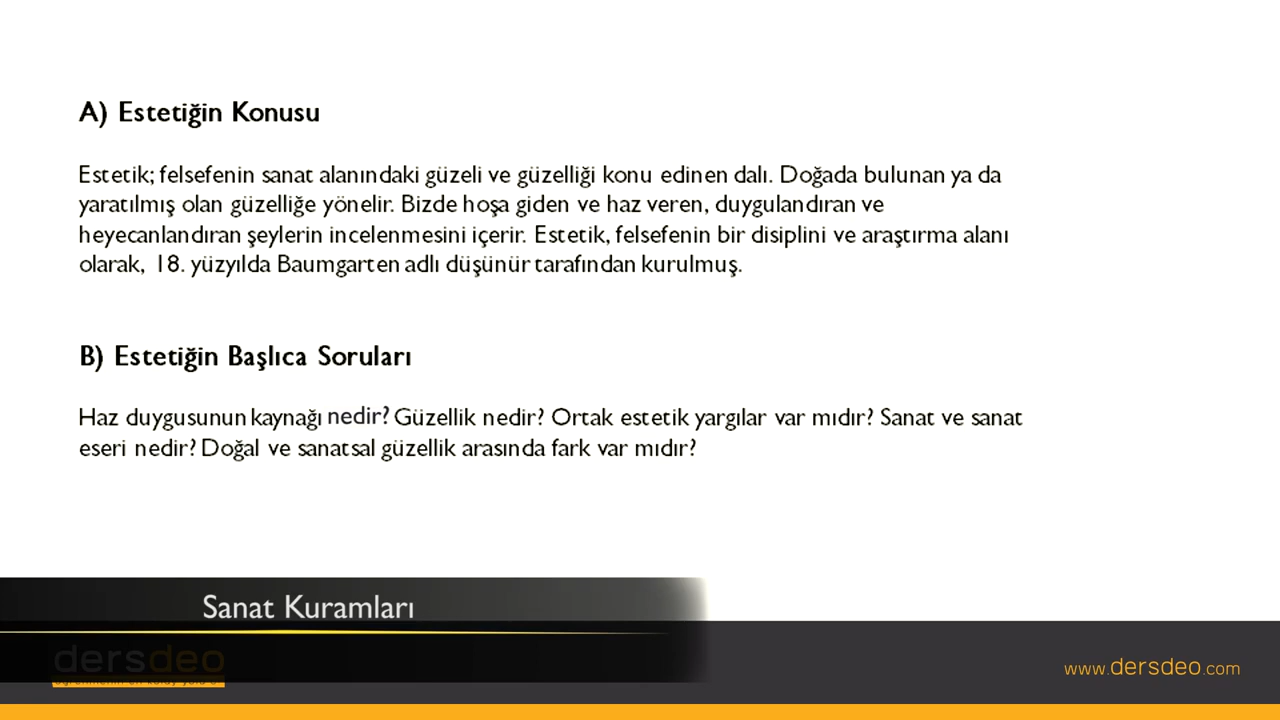 A) Estetiğin Konusu
Estetik; felsefenin sanat alanındaki güzeli ve güzelliği konu edinen dalı. Doğada bulunan ya da
yaratılmış olan güzelliğe yönelir. Bizde hoşa giden ve haz veren, duygulandıran ve
heyecanlandıran şeylerin incelenmesini içerir. Estetik, felsefenin bir disiplini ve araştırma alanı
olarak, 18. yüzyılda Baumgarten adlı düşünür tarafından kurulmuş.
B) Estetiğin Başlıca Soruları
Haz duygusunun kaynağı nedir? Güzellik nedir? Ortak estetik yargılar var mıdır? Sanat ve sanat
eseri nedir? Doğal ve sanatsal güzellik arasında fark var mıdır?
Sanat Kuramları
dersdeo
www.dersdeo.com